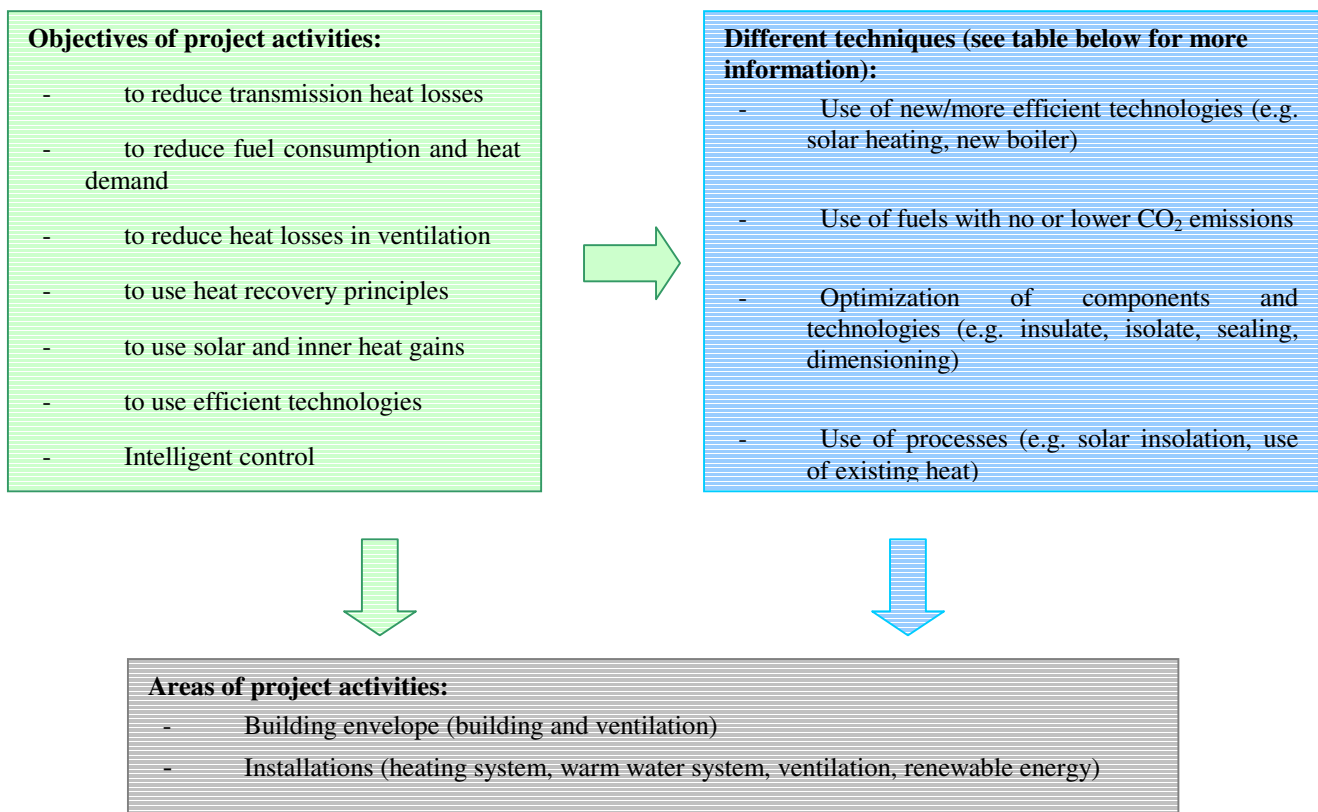 Objectives of project activities:
- to reduce transmission heat losses
- to reduce fuel consumption and heat
demand
- to reduce heat losses in ventilation
- to use heat recovery principles
- to use solar and inner heat gains
- to use efficient technologies
- Intelligent control
Different techniques (see table below for more
information):
- Use of new/more efficient technologies (e.g.
solar heating, new boiler)
- Use of fuels with no or lower CO₂ emissions
- Optimization of components and
technologies (e.g. insulate, isolate, sealing,
dimensioning)
- Use of processes (e.g. solar insolation, use
of existing heat)
Areas of project activities:
- Building envelope (building and ventilation)
- Installations (heating system, warm water system, ventilation, renewable energy)